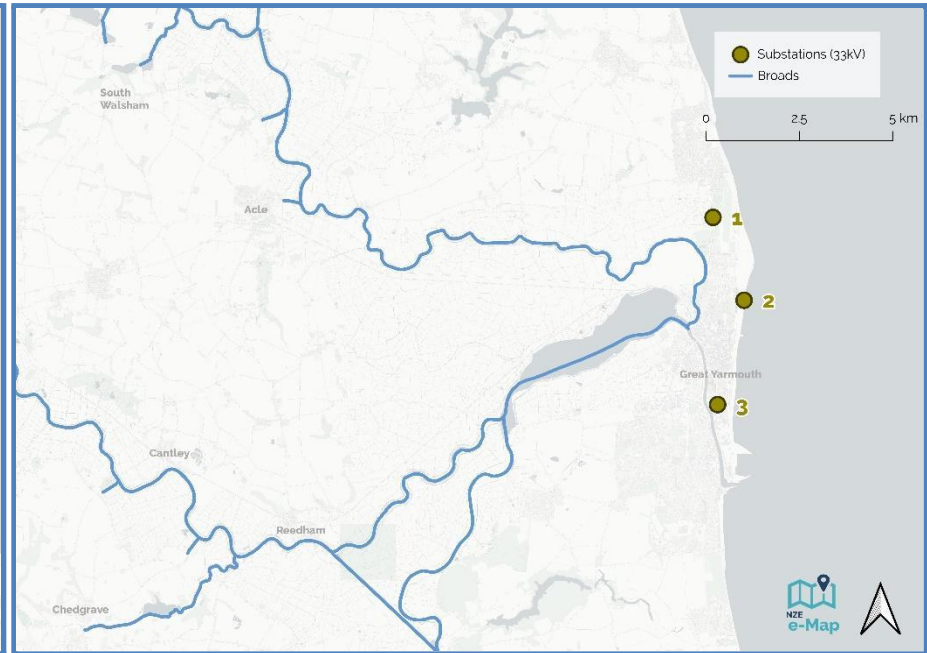 Substations (33kV)
Broads
0 2.5 5 km
South
Walsham
Acle
1
2
Great Yarmouth
3
Cantley
Reedham
Chedgrave
NZE
e-Map